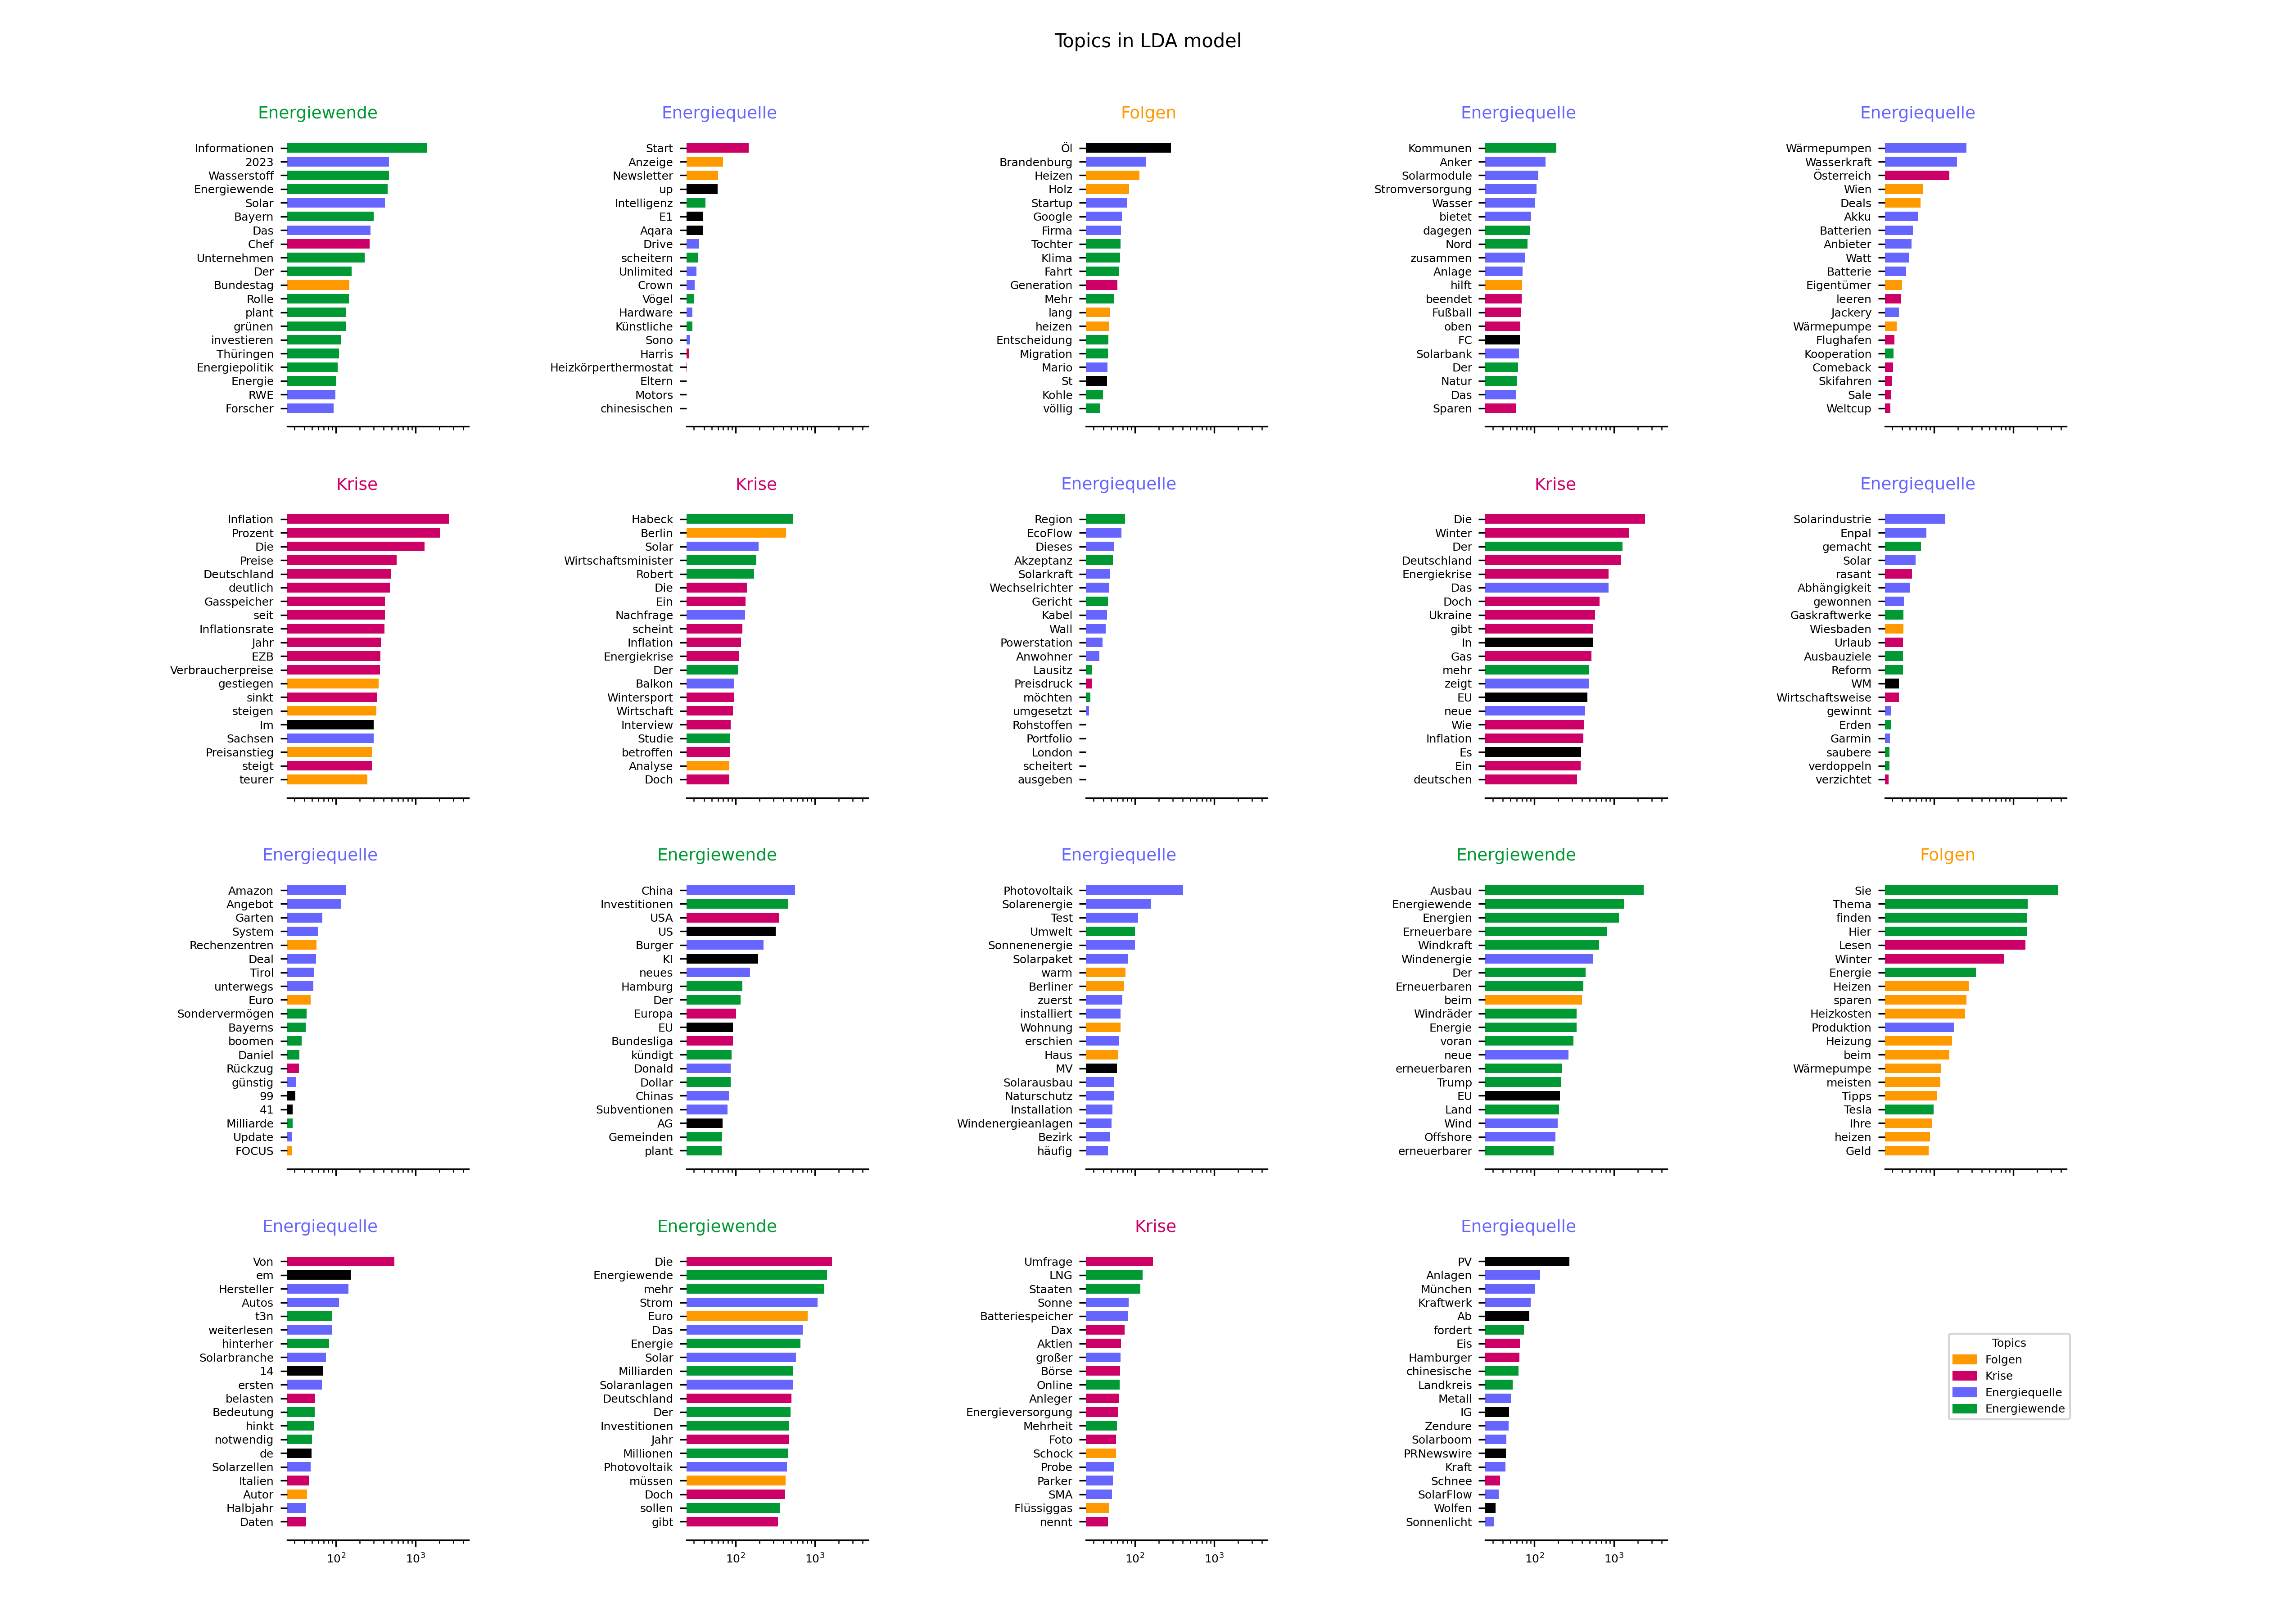 Topics in LDA model
Energiewende
Informationen
2023
Wasserstoff
Energiewende
Solar
Bayern
Das
Chef
Unternehmen
Der
Bundestag
Rolle
plant
grünen
investieren
Thüringen
Energiepolitik
Energie
RWE
Forscher
Energiequelle
Start
Anzeige
Newsletter
up
Intelligenz
E1
Aqara
Drive
scheitern
Unlimited
Crown
Vögel
Hardware
Künstliche
Sono
Harris
Heizkörperthermostat
Eltern
Motors
chinesischen
Folgen
Öl
Brandenburg
Heizen
Holz
Startup
Google
Firma
Tochter
Klima
Fahrt
Generation
Mehr
lang
heizen
Entscheidung
Migration
Mario
St
Kohle
völlig
Energiequelle
Kommunen
Anker
Solarmodule
Stromversorgung
Wasser
bietet
dagegen
Nord
zusammen
Anlage
hilft
beendet
Fußball
oben
FC
Solarbank
Der
Natur
Das
Sparen
Energiequelle
Wärmepumpen
Wasserkraft
Österreich
Wien
Deals
Akku
Batterien
Anbieter
Watt
Batterie
Eigentümer
leeren
Jackery
Wärmepumpe
Flughafen
Kooperation
Comeback
Skifahren
Sale
Weltcup
Krise
Inflation
Prozent
Die
Preise
Deutschland
deutlich
Gasspeicher
seit
Inflationsrate
Jahr
EZB
Verbraucherpreise
gestiegen
sinkt
steigen
Im
Sachsen
Preisanstieg
steigt
teurer
Krise
Habeck
Berlin
Solar
Wirtschaftsminister
Robert
Die
Ein
Nachfrage
scheint
Inflation
Energiekrise
Der
Balkon
Wintersport
Wirtschaft
Interview
Studie
betroffen
Analyse
Doch
Energiequelle
Region
EcoFlow
Dieses
Akzeptanz
Solarkraft
Wechselrichter
Gericht
Kabel
Wall
Powerstation
Anwohner
Lausitz
Preisdruck
möchten
umgesetzt
Rohstoffen
Portfolio
London
scheitert
ausgeben
Krise
Die
Winter
Der
Deutschland
Energiekrise
Das
Doch
Ukraine
gibt
In
Gas
mehr
zeigt
EU
neue
Wie
Inflation
Es
Ein
deutschen
Energiequelle
Solarindustrie
Enpal
gemacht
Solar
rasant
Abhängigkeit
gewonnen
Gaskraftwerke
Wiesbaden
Urlaub
Ausbauziele
Reform
WM
Wirtschaftsweise
gewinnt
Erden
Garmin
saubere
verdoppeln
verzichtet
Energiequelle
Amazon
Angebot
Garten
System
Rechenzentren
Deal
Tirol
unterwegs
Euro
Sondervermögen
Bayerns
boomen
Daniel
Rückzug
günstig
99
41
Milliarde
Update
FOCUS
Energiewende
China
Investitionen
USA
US
Burger
KI
neues
Hamburg
Der
Europa
EU
Bundesliga
kündigt
Donald
Dollar
Chinas
Subventionen
AG
Gemeinden
plant
Energiequelle
Photovoltaik
Solarenergie
Test
Umwelt
Sonnenenergie
Solarpaket
warm
Berliner
zuerst
installiert
Wohnung
erschien
Haus
MV
Solarausbau
Naturschutz
Installation
Windenergieanlagen
Bezirk
häufig
Energiewende
Ausbau
Energiewende
Energien
Erneuerbare
Windkraft
Windenergie
Der
Erneuerbaren
beim
Windräder
Energie
voran
neue
erneuerbaren
Trump
EU
Land
Wind
Offshore
erneuerbarer
Folgen
Sie
Thema
finden
Hier
Lesen
Winter
Energie
Heizen
sparen
Heizkosten
Produktion
Heizung
beim
Wärmepumpe
meisten
Tipps
Tesla
Ihre
heizen
Geld
Energiequelle
Von
em
Hersteller
Autos
t3n
weiterlesen
hinterher
Solarbranche
14
ersten
belasten
Bedeutung
hinkt
notwendig
de
Solarzellen
Italien
Autor
Halbjahr
Daten
10² 10³
Energiewende
Die
Energiewende
mehr
Strom
Euro
Das
Energie
Solar
Milliarden
Solaranlagen
Deutschland
Der
Investitionen
Jahr
Millionen
Photovoltaik
müssen
Doch
sollen
gibt
10² 10³
Krise
Umfrage
LNG
Staaten
Sonne
Batteriespeicher
Dax
Aktien
großer
Börse
Online
Anleger
Energieversorgung
Mehrheit
Foto
Schock
Probe
Parker
SMA
Flüssiggas
nennt
10² 10³
Energiequelle
PV
Anlagen
München
Kraftwerk
Ab
fordert
Eis
Hamburger
chinesische
Landkreis
Metall
IG
Zendure
Solarboom
PRNewswire
Kraft
Schnee
SolarFlow
Wolfen
Sonnenlicht
10² 10³
Topics
Folgen
Krise
Energiequelle
Energiewende